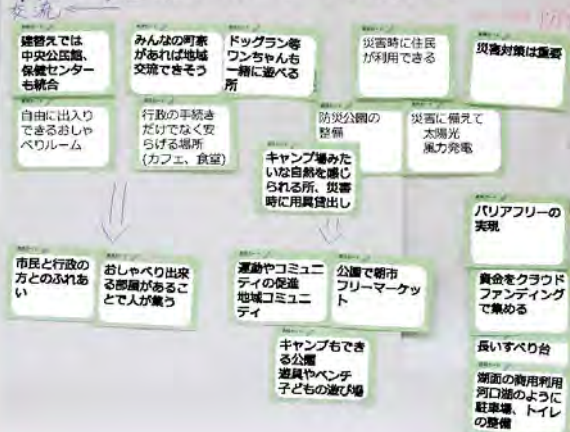 交流
建替えでは
中央公民館、
保健センター
も統合
みんなの町家
があれば地域
交流できそう
ドッグラン等
ワンちゃんも
一緒に遊べる
所
災害時に住民
が利用できる
災害対策は重要
自由に出入り
できるおしゃ
べりルーム
行政の手続き
だけでなく安
らげる場所
(カフェ、食堂)
防災公園の
整備
災害に備えて
太陽光
風力発電
キャンプ場みた
いな自然を感じ
られる所、災害
時に用具貸出し
市民と行政の
方とのふれあ
い
おしゃべり出来
る部屋があるこ
とで人が集う
運動やコミュニ
ティの促進
地域コミュニ
ティ
公園で朝市
フリーマーケッ
ト
キャンプもでき
る公園
遊具やベンチ
子どもの遊び場
バリアフリーの
実現
資金をクラウド
ファンディング
で集める
長いすべり台
湖面の商用利用
河口湖のように
駐車場、トイレ
の整備